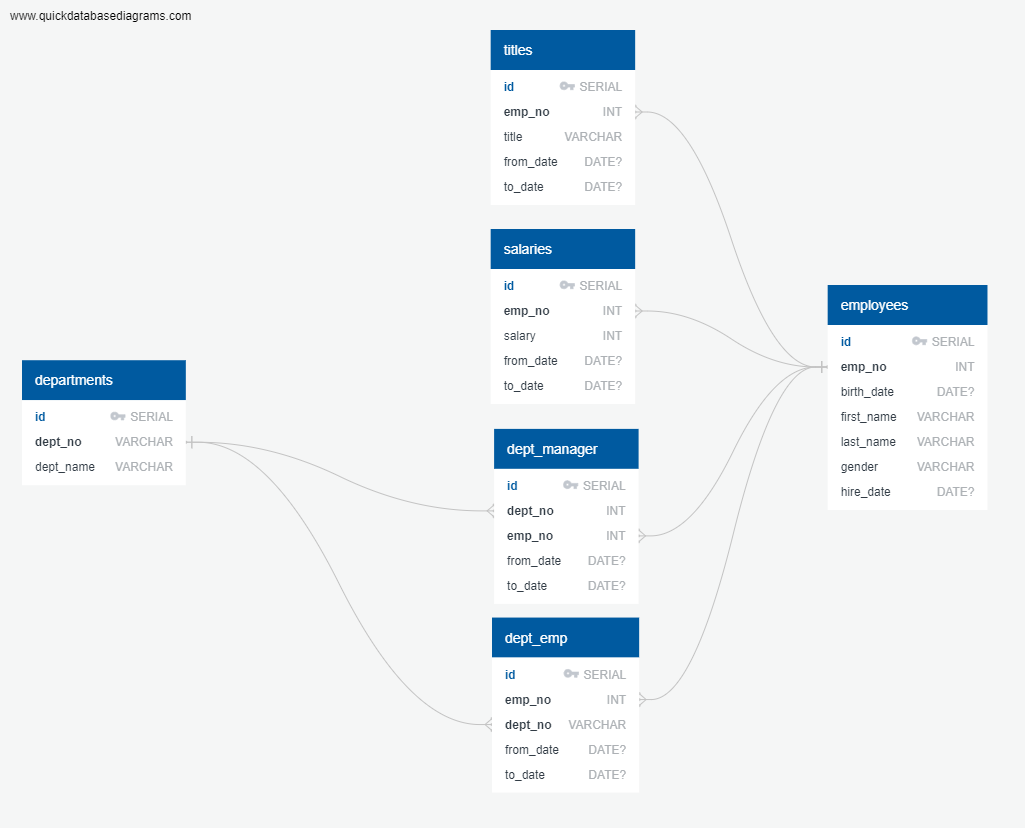 www.quickdatabasediagrams.com
titles
id SERIAL
emp_no INT
title VARCHAR
from_date DATE?
to_date DATE?
salaries
id SERIAL
emp_no INT
salary INT
from_date DATE?
to_date DATE?
employees
id SERIAL
emp_no INT
birth_date DATE?
first_name VARCHAR
last_name VARCHAR
gender VARCHAR
hire_date DATE?
departments
id SERIAL
dept_no VARCHAR
dept_name VARCHAR
dept_manager
id SERIAL
dept_no INT
emp_no INT
from_date DATE?
to_date DATE?
dept_emp
id SERIAL
emp_no INT
dept_no VARCHAR
from_date DATE?
to_date DATE?